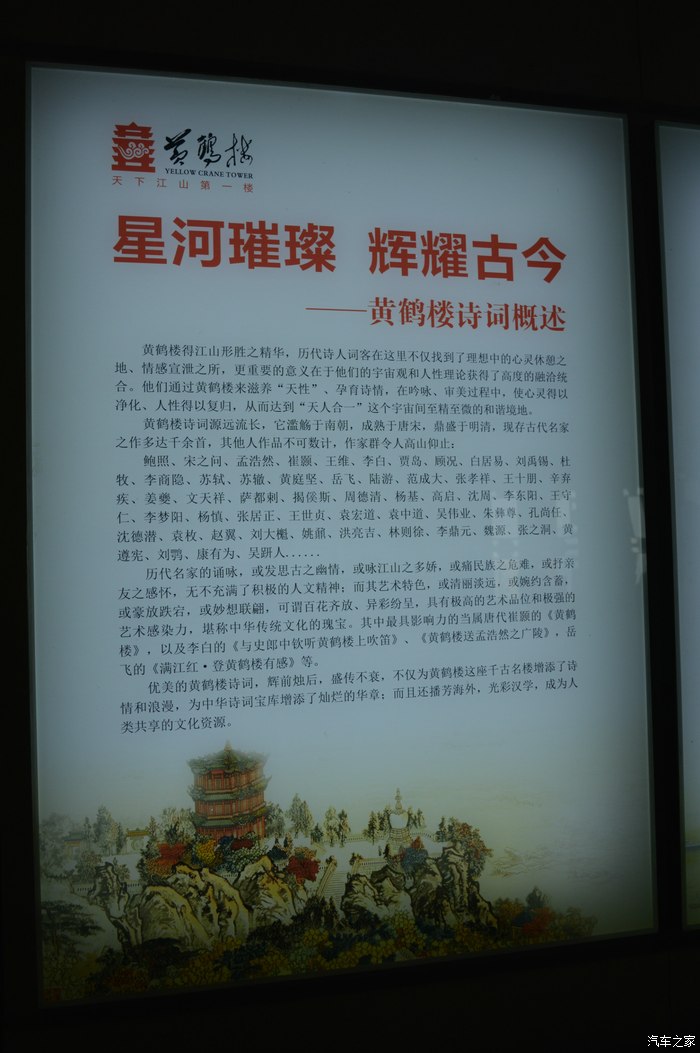 黄鹤楼
YELLOW CRANE TOWER
天下江山第一楼
星河璀璨 辉耀古今
——黄鹤楼诗词概述
黄鹤楼得江山形胜之精华，历代诗人词客在这里不仅找到了理想中的心灵休憩之
地、情感宣泄之所，更重要的意义在于他们的宇宙观和人性理论获得了高度的融洽统
合。他们通过黄鹤楼来滋养“天性”、孕育诗情，在吟咏、审美过程中，使心灵得以
净化、人性得以复归，从而达到“天人合一”这个宇宙间至精至微的和谐境地。
黄鹤楼诗词源远流长，它滥觞于南朝，成熟于唐宋，鼎盛于明清，现存古代名家
之作多达千余首，其他人作品不可数计，作家群令人高山仰止：
鲍照、宋之问、孟浩然、崔颢、王维、李白、贾岛、顾况、白居易、刘禹锡、杜
牧、李商隐、苏轼、苏辙、黄庭坚、岳飞、陆游、范成大、张孝祥、王十朋、辛弃
疾、姜夔、文天祥、萨都剌、揭傒斯、周德清、杨基、高启、沈周、李东阳、王守
仁、李梦阳、杨慎、张居正、王世贞、袁宏道、袁中道、吴伟业、朱彝尊、孔尚任、
沈德潜、袁枚、赵翼、刘大櫆、姚鼐、洪亮吉、林则徐、李鼎元、魏源、张之洞、黄
遵宪、刘鹗、康有为、吴趼人......
历代名家的诵咏，或发思古之幽情，或咏江山之多娇，或痛民族之危难，或抒亲
友之感怀，无不充满了积极的人文精神；而其艺术特色，或清丽淡远，或婉约含蓄，
或豪放跌宕，或妙想联翩，可谓百花齐放、异彩纷呈，具有极高的艺术品位和极强的
艺术感染力，堪称中华传统文化的瑰宝。其中最具影响力的当属唐代崔颢的《黄鹤
楼》，以及李白的《与史郎中钦听黄鹤楼上吹笛》、《黄鹤楼送孟浩然之广陵》，岳
飞的《满江红·登黄鹤楼有感》等。
优美的黄鹤楼诗词，辉前烛后，盛传不衰，不仅为黄鹤楼这座千古名楼增添了诗
情和浪漫，为中华诗词宝库增添了灿烂的华章；而且还播芳海外，光彩汉学，成为人
类共享的文化资源。
汽车之家